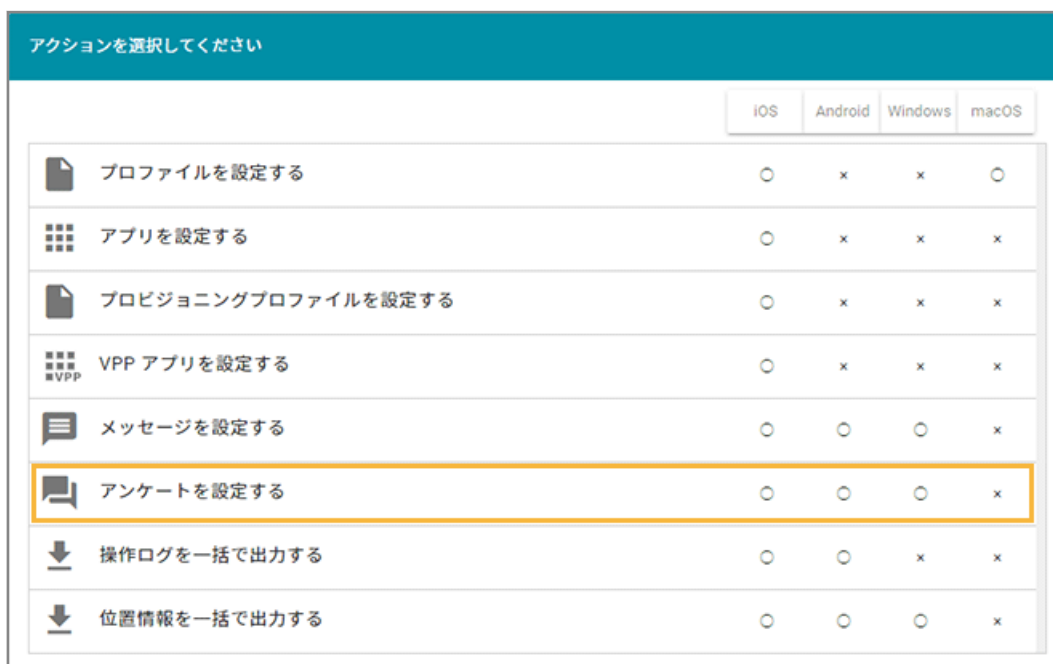 アクションを選択してください
iOS Android Windows macOS
プロファイルを設定する ○ × × ○
アプリを設定する ○ × × ×
プロビジョニングプロファイルを設定する ○ × × ×
VPP VPP アプリを設定する ○ × × ×
メッセージを設定する ○ ○ ○ ×
アンケートを設定する ○ ○ ○ ×
操作ログを一括で出力する ○ ○ × ×
位置情報を一括で出力する ○ ○ ○ ×